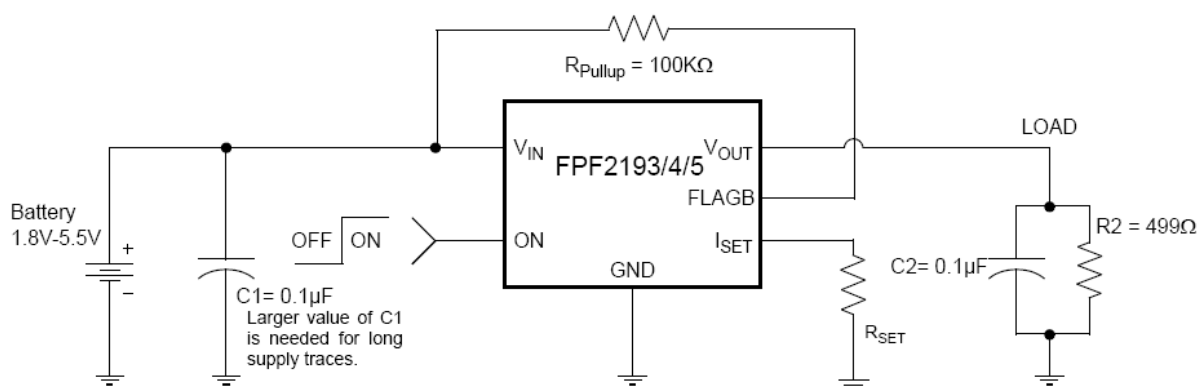 R_Pullup = 100KΩ
LOAD
V_IN
V_OUT
FPF2193/4/5
FLAGB
Battery
1.8V-5.5V
+
−
OFF
ON
ON
I_SET
GND
R2 = 499Ω
C2= 0.1µF
C1= 0.1µF
Larger value of C1
is needed for long
supply traces.
R_SET